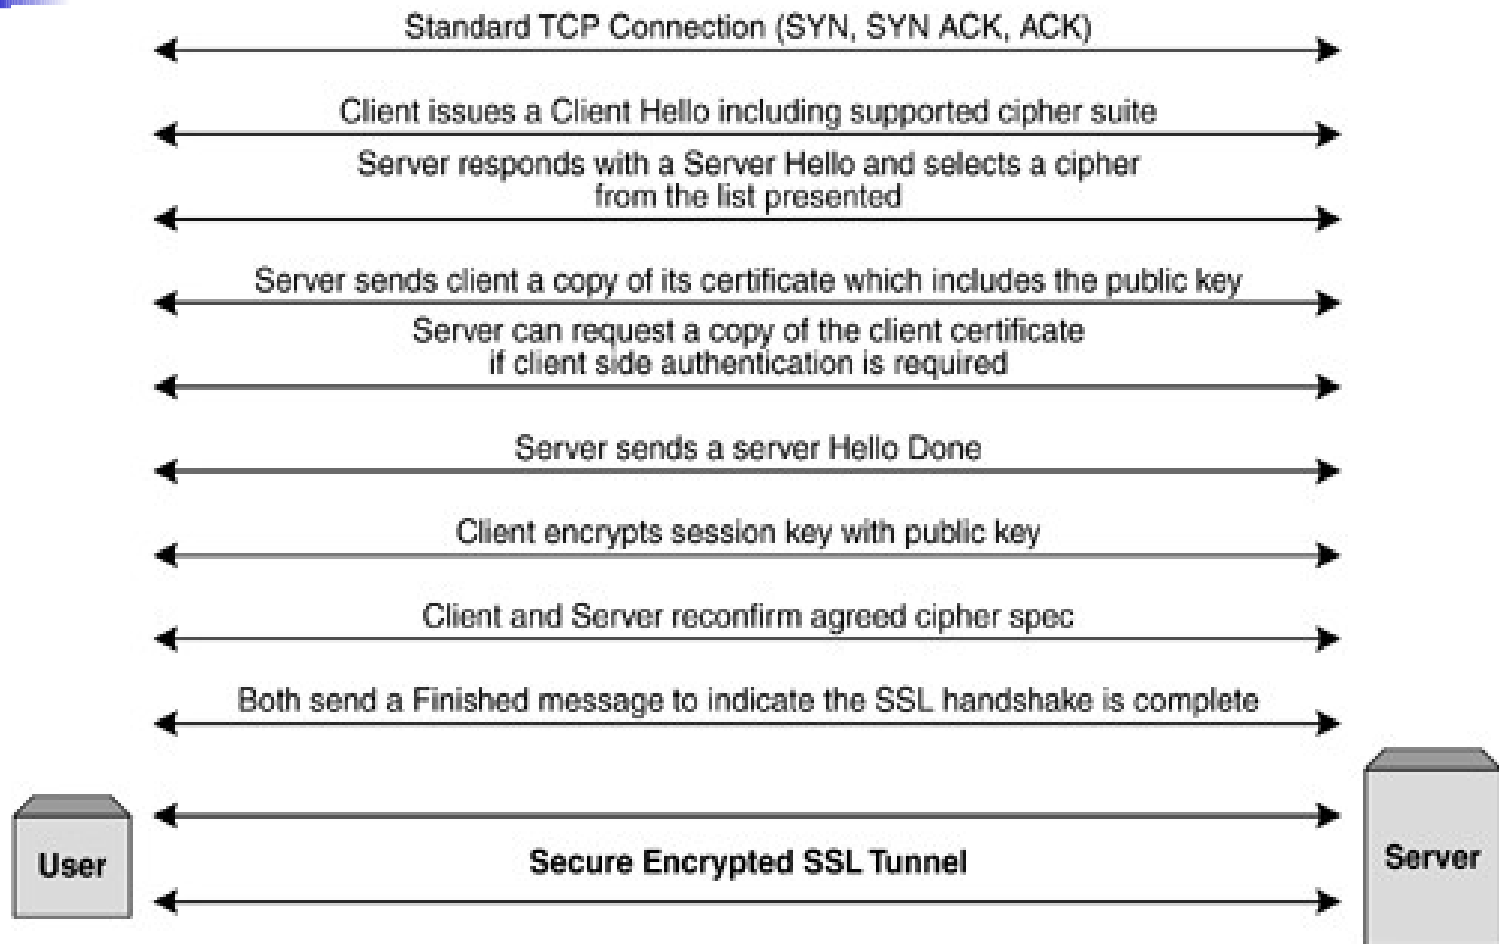 Standard TCP Connection (SYN, SYN ACK, ACK)
Client issues a Client Hello including supported cipher suite
Server responds with a Server Hello and selects a cipher
from the list presented
Server sends client a copy of its certificate which includes the public key
Server can request a copy of the client certificate
if client side authentication is required
Server sends a server Hello Done
Client encrypts session key with public key
Client and Server reconfirm agreed cipher spec
Both send a Finished message to indicate the SSL handshake is complete
User
Secure Encrypted SSL Tunnel
Server